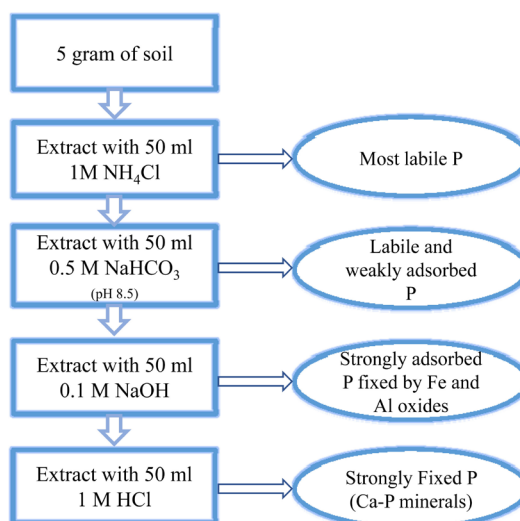 5 gram of soil
Extract with 50 ml
1M NH₄Cl
Most labile P
Extract with 50 ml
0.5 M NaHCO₃
(pH 8.5)
Labile and
weakly adsorbed
P
Extract with 50 ml
0.1 M NaOH
Strongly adsorbed
P fixed by Fe and
Al oxides
Extract with 50 ml
1 M HCl
Strongly Fixed P
(Ca-P minerals)